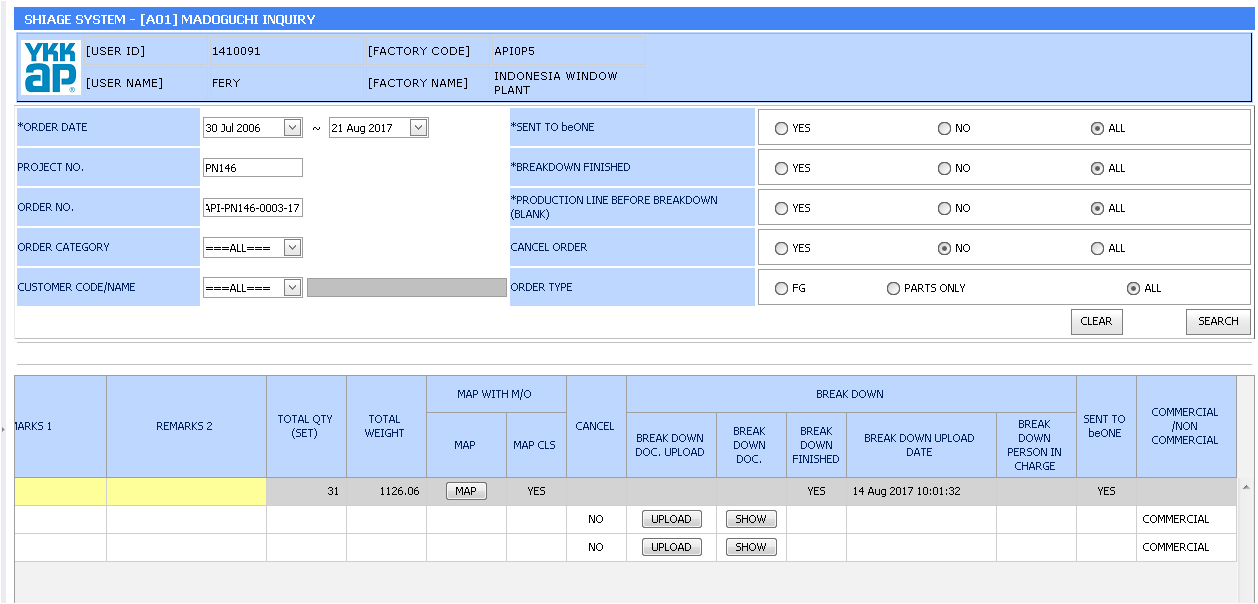 SHIAGE SYSTEM - [A01] MADOGUCHI INQUIRY
YKK
ap
[USER ID] 1410091 [FACTORY CODE] API0P5
[USER NAME] FERY [FACTORY NAME] INDONESIA WINDOW PLANT
*ORDER DATE 30 Jul 2006 ~ 21 Aug 2017 *SENT TO beONE YES NO ALL
PROJECT NO. PN146 *BREAKDOWN FINISHED YES NO ALL
ORDER NO. API-PN146-0003-17 *PRODUCTION LINE BEFORE BREAKDOWN (BLANK) YES NO ALL
ORDER CATEGORY ===ALL=== CANCEL ORDER YES NO ALL
CUSTOMER CODE/NAME ===ALL=== ORDER TYPE FG PARTS ONLY ALL
CLEAR SEARCH
MARKS 1 REMARKS 2 TOTAL QTY (SET) TOTAL WEIGHT MAP WITH M/O CANCEL BREAK DOWN SENT TO beONE COMMERCIAL /NON COMMERCIAL
MAP MAP CLS BREAK DOWN DOC. UPLOAD BREAK DOWN DOC. BREAK DOWN FINISHED BREAK DOWN UPLOAD DATE BREAK DOWN PERSON IN CHARGE
31 1126.06 MAP YES YES 14 Aug 2017 10:01:32 YES
NO UPLOAD SHOW COMMERCIAL
NO UPLOAD SHOW COMMERCIAL